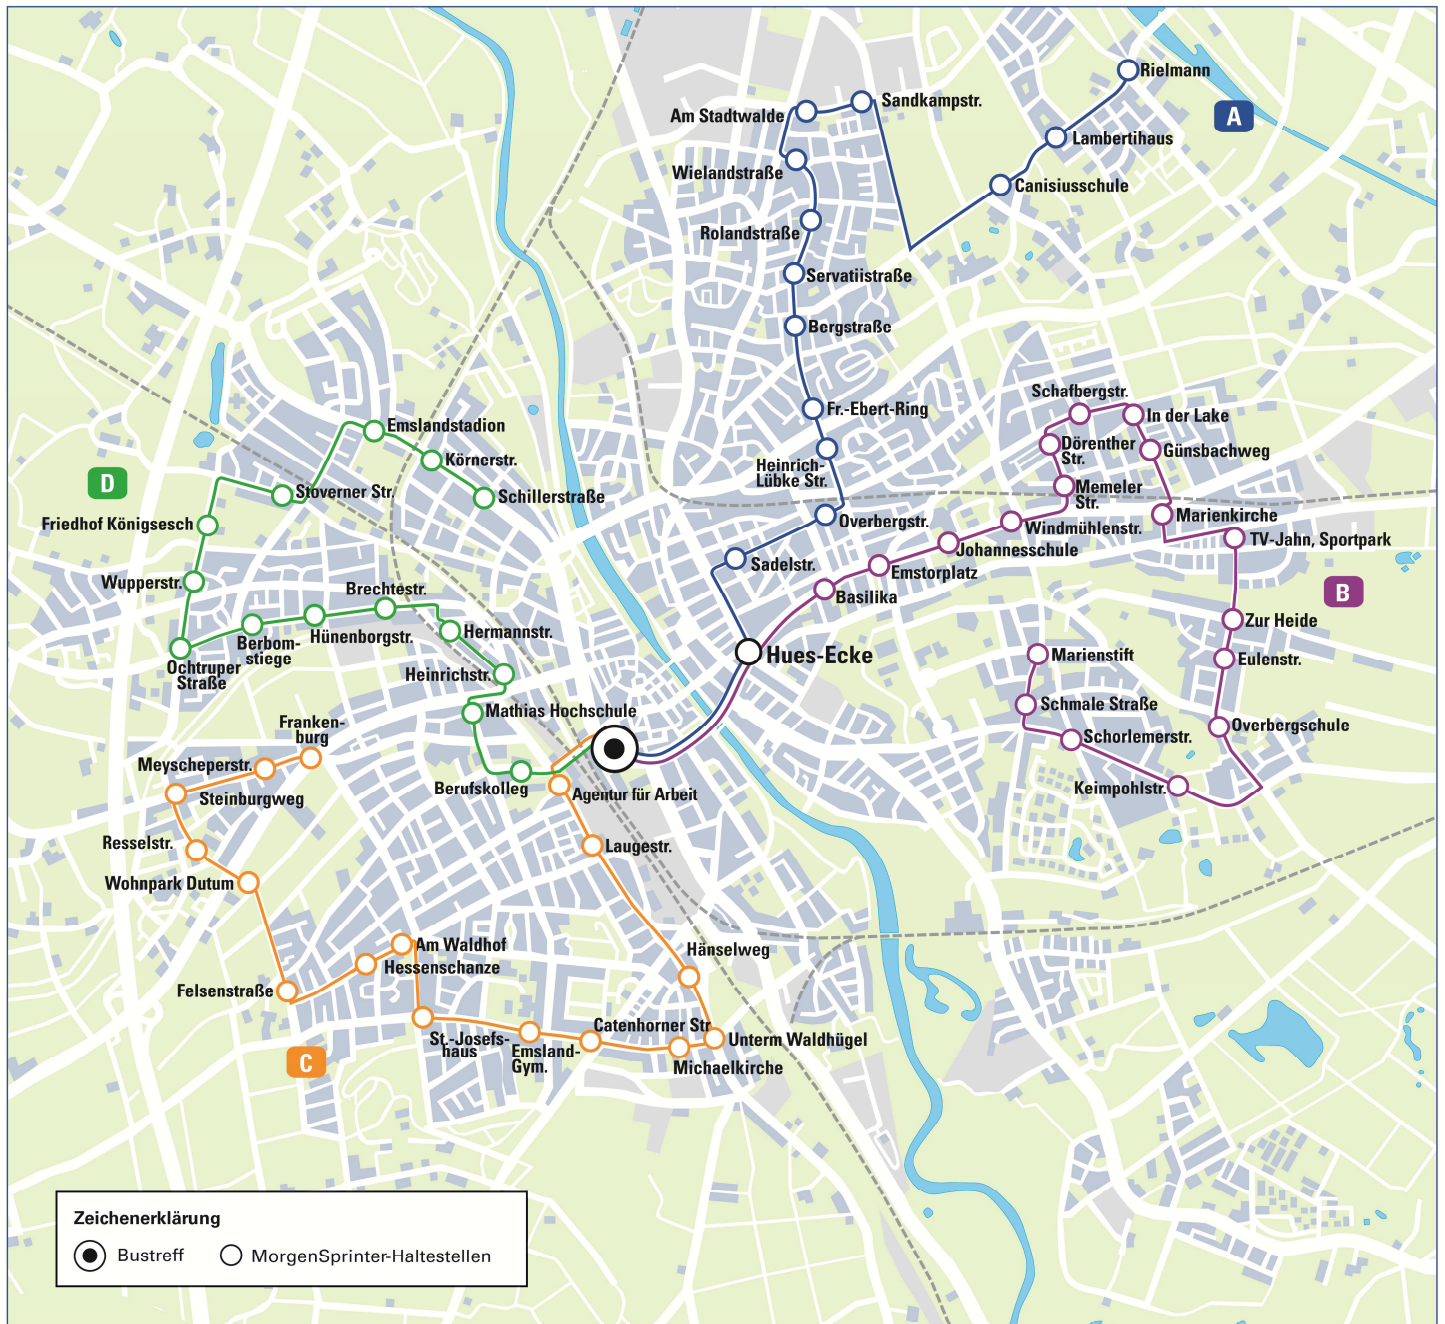 Rielmann
Sandkampstr.
Am Stadtwalde
A
Lambertihaus
Wielandstraße
Canisiusschule
Rolandstraße
Servatiistraße
Bergstraße
Fr.-Ebert-Ring
Heinrich-
Lübke Str.
Overbergstr.
Sadelstr.
Hues-Ecke
Schafbergstr.
In der Lake
Dörenther
Str.
Günsbachweg
Memeler
Str.
Marienkirche
Windmühlenstr.
TV-Jahn, Sportpark
Johannesschule
Emstorplatz
Basilika
B
Zur Heide
Marienstift
Eulenstr.
Schmale Straße
Overbergschule
Schorlemerstr.
Keimpohlstr.
Emslandstadion
Körnerstr.
D
Stoverner Str.
Schillerstraße
Friedhof Königsesch
Wupperstr.
Brechtestr.
Hünenborgstr.
Berbom-
stiege
Hermannstr.
Ochtruper
Straße
Heinrichstr.
Mathias Hochschule
Berufskolleg
Franken-
burg
Meyscheperstr.
Steinburgweg
Agentur für Arbeit
Resselstr.
Laugestr.
Wohnpark Dutum
Am Waldhof
Hessenschanze
Hänselweg
Felsenstraße
Catenhorner Str.
St.-Josefs-
haus
Emsland-
Gym.
Unterm Waldhügel
Michaelkirche
C
Zeichenerklärung
Bustreff
MorgenSprinter-Haltestellen